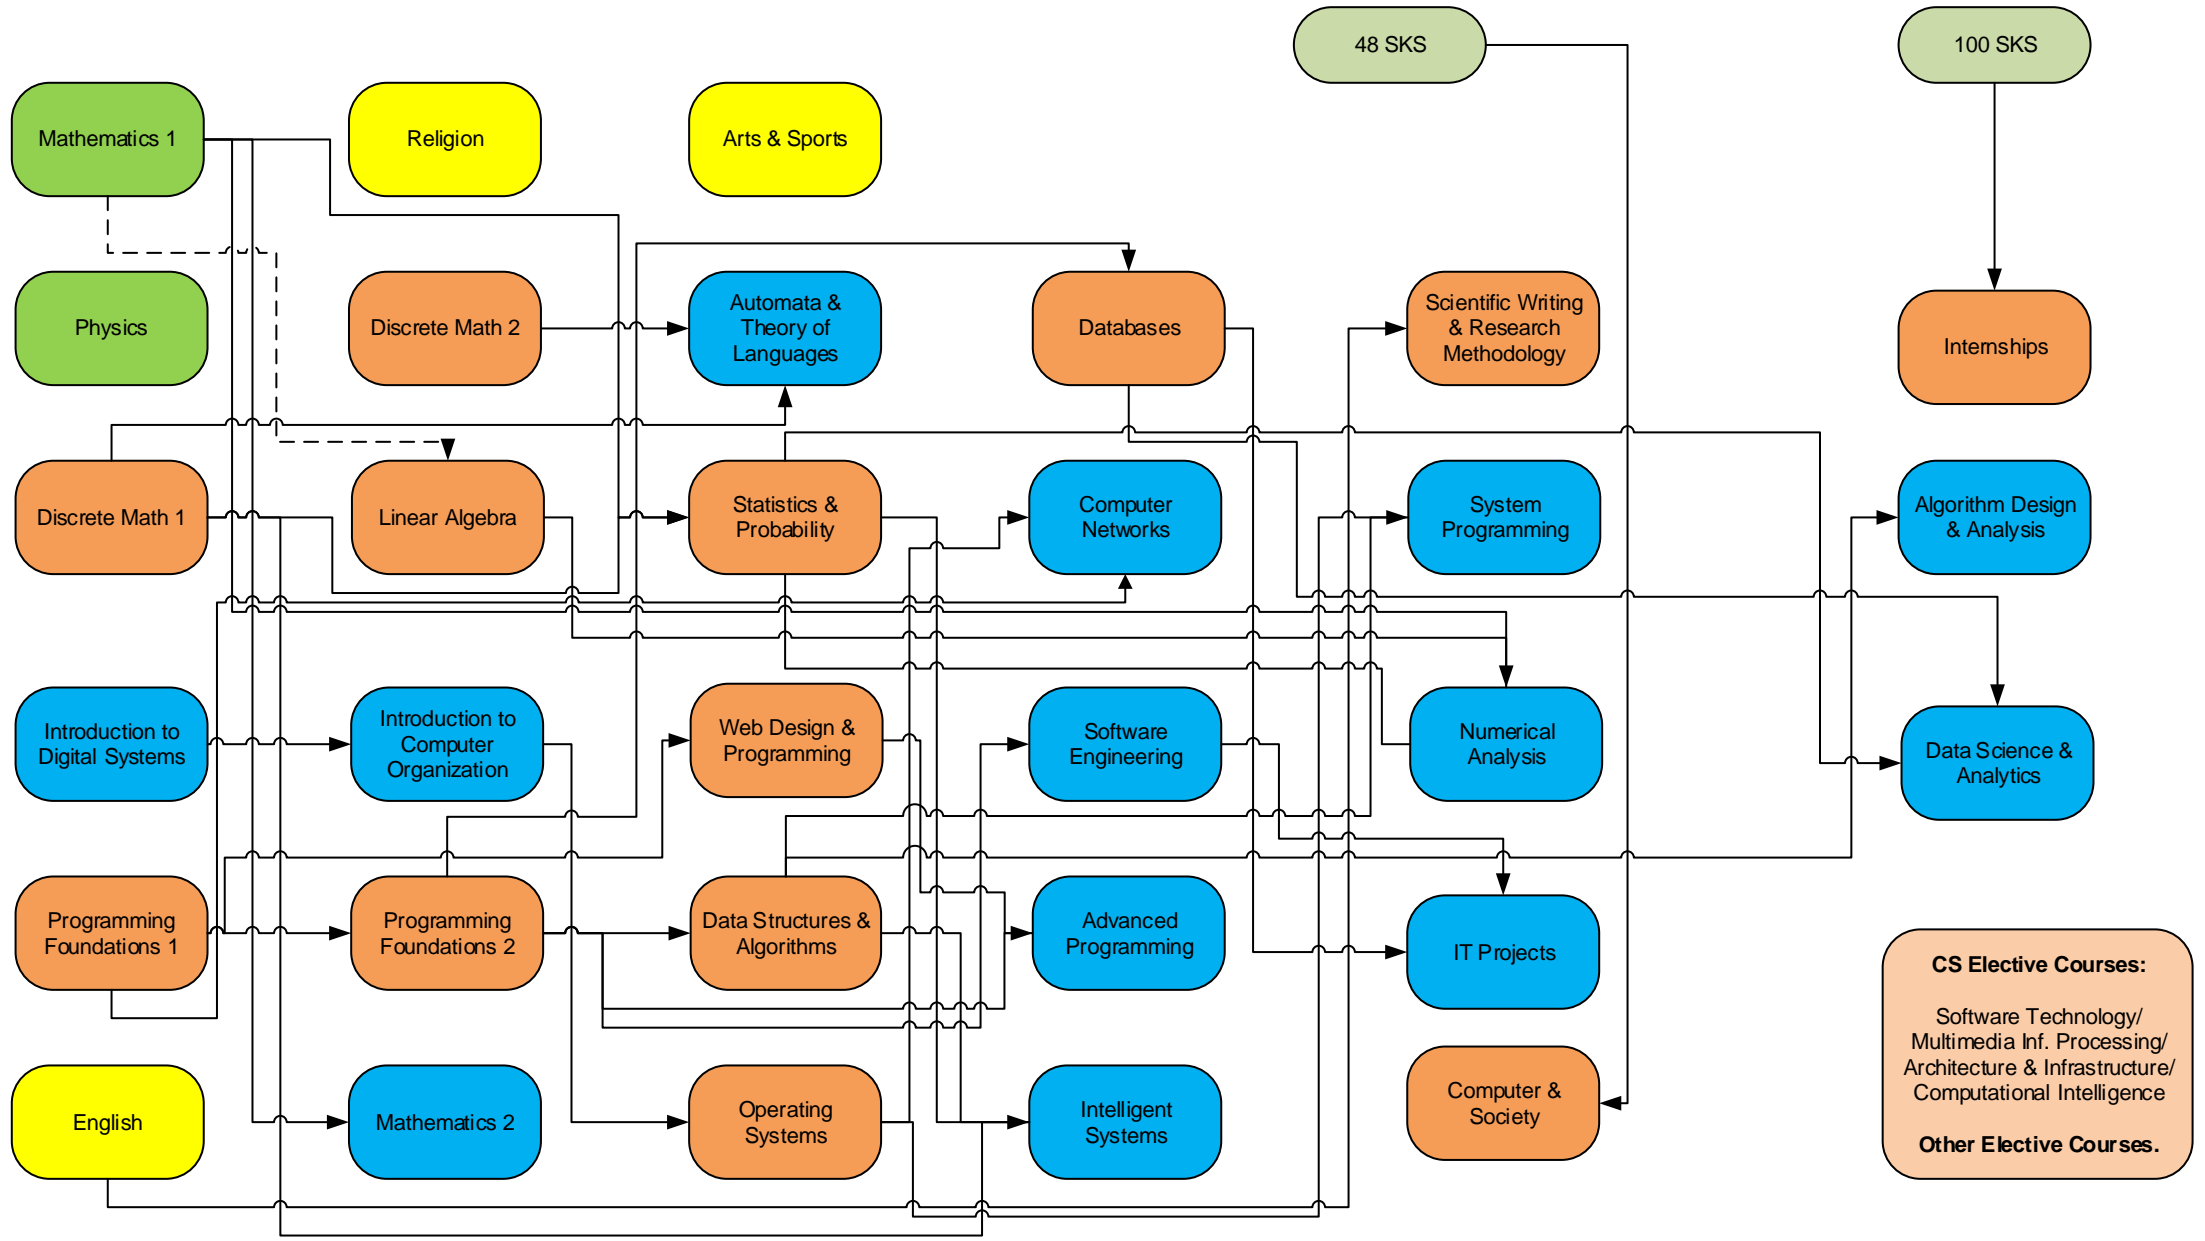 48 SKS
100 SKS
Mathematics 1
Religion
Arts & Sports
Physics
Discrete Math 2
Automata &
Theory of
Languages
Databases
Scientific Writing
& Research
Methodology
Internships
Discrete Math 1
Linear Algebra
Statistics &
Probability
Computer
Networks
System
Programming
Algorithm Design
& Analysis
Introduction to
Digital Systems
Introduction to
Computer
Organization
Web Design &
Programming
Software
Engineering
Numerical
Analysis
Data Science &
Analytics
Programming
Foundations 1
Programming
Foundations 2
Data Structures &
Algorithms
Advanced
Programming
IT Projects
CS Elective Courses:
Software Technology/
Multimedia Inf. Processing/
Architecture & Infrastructure/
Computational Intelligence
Other Elective Courses.
English
Mathematics 2
Operating
Systems
Intelligent
Systems
Computer &
Society